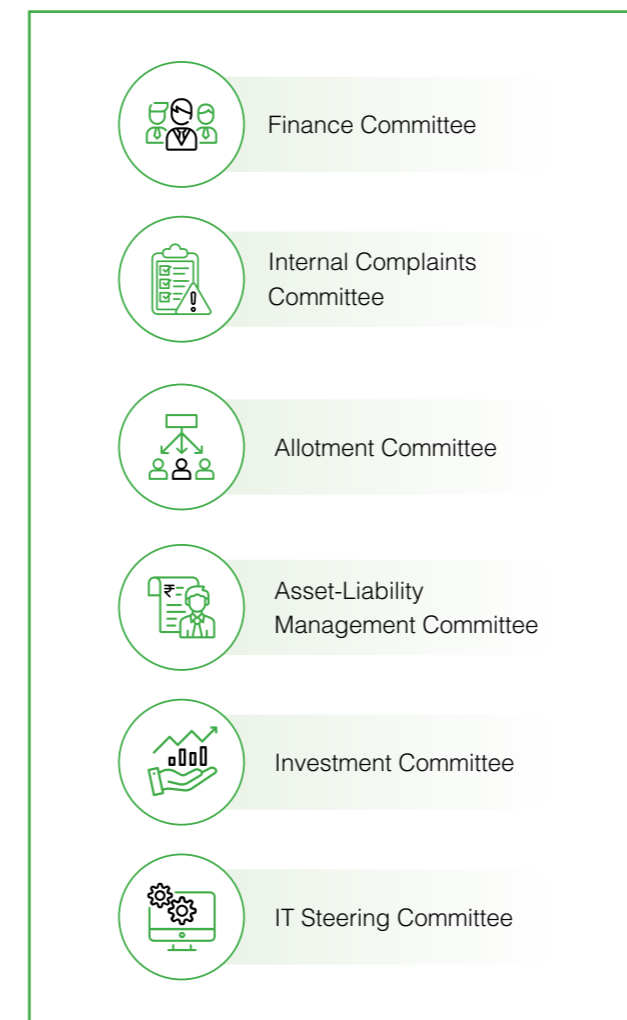 Finance Committee
Internal Complaints
Committee
Allotment Committee
₹
Asset-Liability
Management Committee
Investment Committee
IT Steering Committee